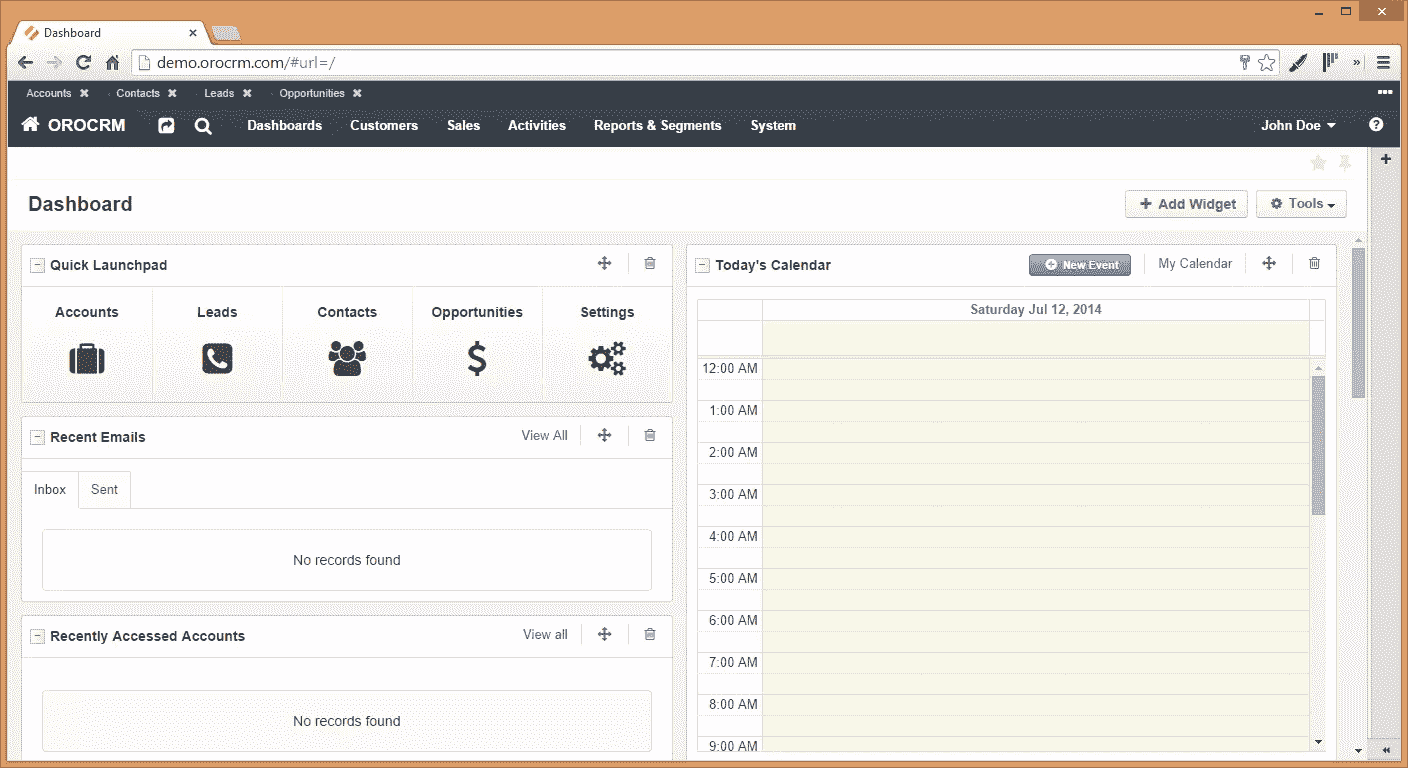 Dashboard
demo.orocrm.com/#url=/
Accounts Contacts Leads Opportunities
OROCRM Dashboards Customers Sales Activities Reports & Segments System John Doe
Dashboard
Add Widget Tools
Quick Launchpad
Accounts Leads Contacts Opportunities Settings
Recent Emails View All
Inbox Sent
No records found
Recently Accessed Accounts View all
No records found
Today's Calendar New Event My Calendar
Saturday Jul 12, 2014
12:00 AM
1:00 AM
2:00 AM
3:00 AM
4:00 AM
5:00 AM
6:00 AM
7:00 AM
8:00 AM
9:00 AM